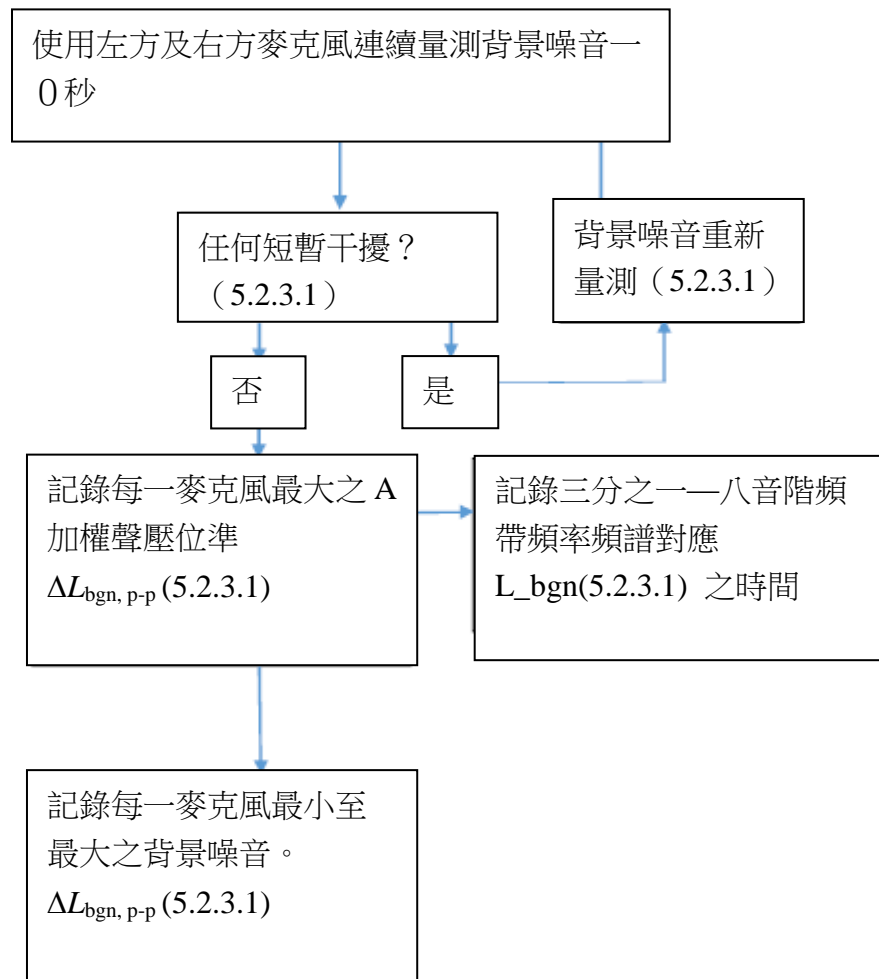 使用左方及右方麥克風連續量測背景噪音一
０秒
任何短暫干擾？
（5.2.3.1）
背景噪音重新
量測（5.2.3.1）
否
是
記錄每一麥克風最大之 A
加權聲壓位準
ΔL_bgn, p-p (5.2.3.1)
記錄三分之一—八音階頻
帶頻率頻譜對應
L_bgn(5.2.3.1) 之時間
記錄每一麥克風最小至
最大之背景噪音。
ΔL_bgn, p-p (5.2.3.1)